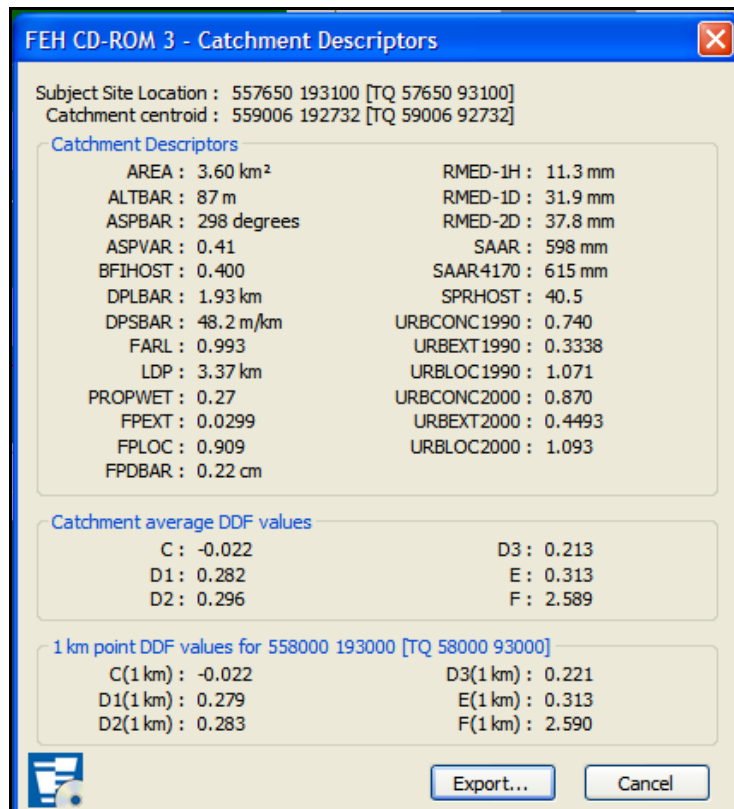 FEH CD-ROM 3 - Catchment Descriptors
Subject Site Location : 557650 193100 [TQ 57650 93100]
Catchment centroid : 559006 192732 [TQ 59006 92732]
Catchment Descriptors
AREA : 3.60 km² RMED-1H : 11.3 mm
ALTBAR : 87 m RMED-1D : 31.9 mm
ASPBAR : 298 degrees RMED-2D : 37.8 mm
ASPVAR : 0.41 SAAR : 598 mm
BFIHOST : 0.400 SAAR4170 : 615 mm
DPLBAR : 1.93 km SPRHOST : 40.5
DPSBAR : 48.2 m/km URBCONC1990 : 0.740
FARL : 0.993 URBEXT1990 : 0.3338
LDP : 3.37 km URBLOC1990 : 1.071
PROPWET : 0.27 URBCONC2000 : 0.870
FPEXT : 0.0299 URBEXT2000 : 0.4493
FPLOC : 0.909 URBLOC2000 : 1.093
FPDBAR : 0.22 cm
Catchment average DDF values
C : -0.022 D3 : 0.213
D1 : 0.282 E : 0.313
D2 : 0.296 F : 2.589
1 km point DDF values for 558000 193000 [TQ 58000 93000]
C(1 km) : -0.022 D3(1 km) : 0.221
D1(1 km) : 0.279 E(1 km) : 0.313
D2(1 km) : 0.283 F(1 km) : 2.590
Export... Cancel